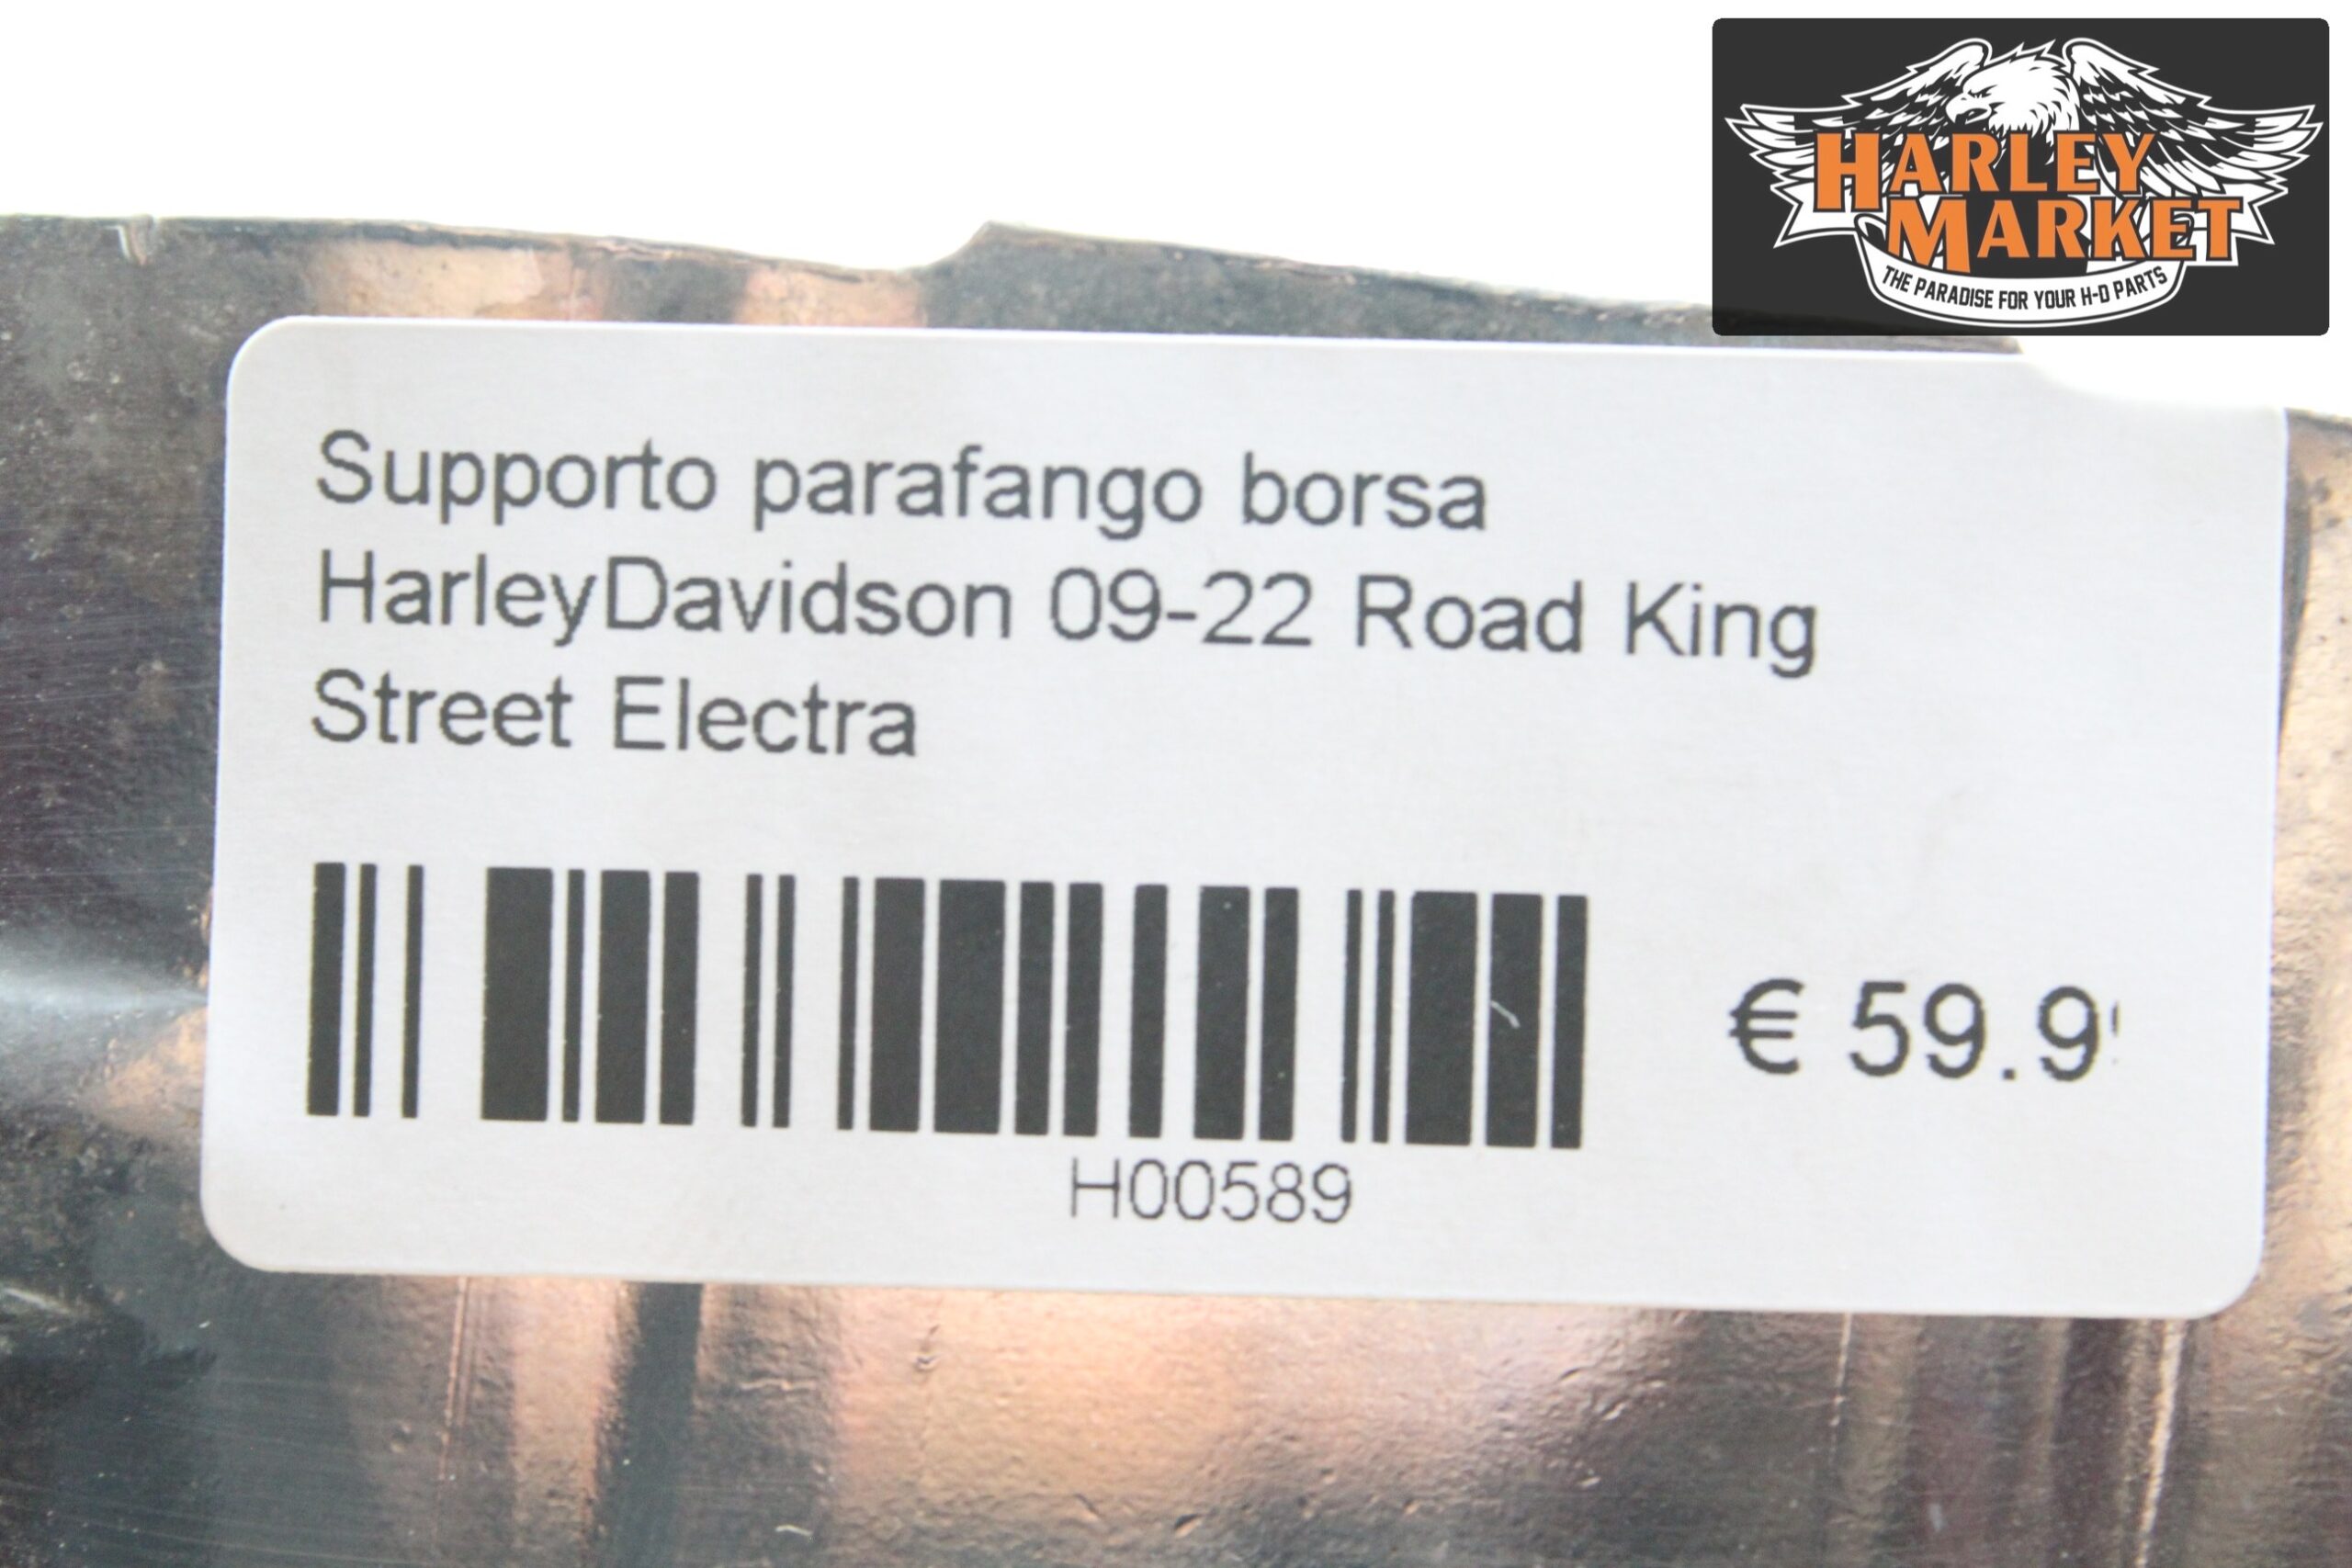 HARLEY
MARKET
THE PARADISE FOR YOUR H-D PARTS
Supporto parafango borsa
HarleyDavidson 09-22 Road King
Street Electra
€ 59.9
H00589